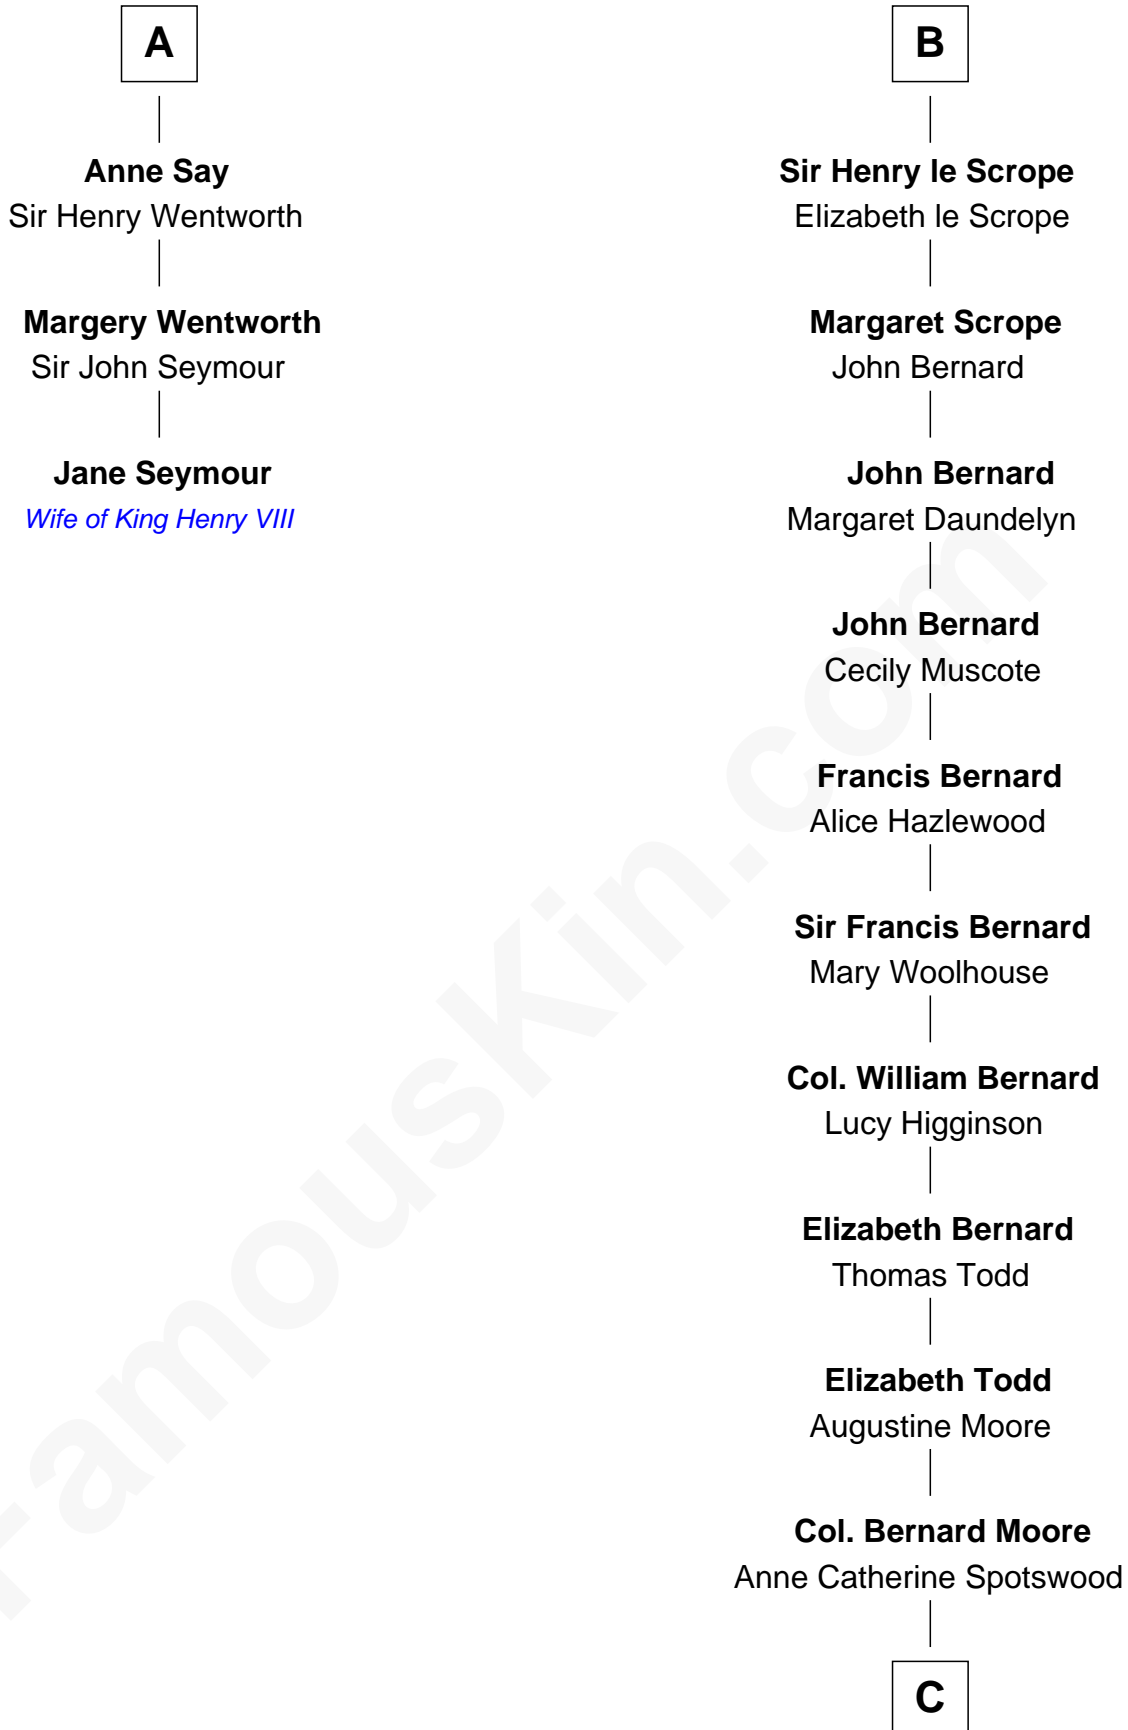 A
Anne Say
Sir Henry Wentworth
Margery Wentworth
Sir John Seymour
Jane Seymour
Wife of King Henry VIII
B
Sir Henry le Scrope
Elizabeth le Scrope
Margaret Scrope
John Bernard
John Bernard
Margaret Daundelyn
John Bernard
Cecily Muscote
Francis Bernard
Alice Hazlewood
Sir Francis Bernard
Mary Woolhouse
Col. William Bernard
Lucy Higginson
Elizabeth Bernard
Thomas Todd
Elizabeth Todd
Augustine Moore
Col. Bernard Moore
Anne Catherine Spotswood
C
FamousKin.com